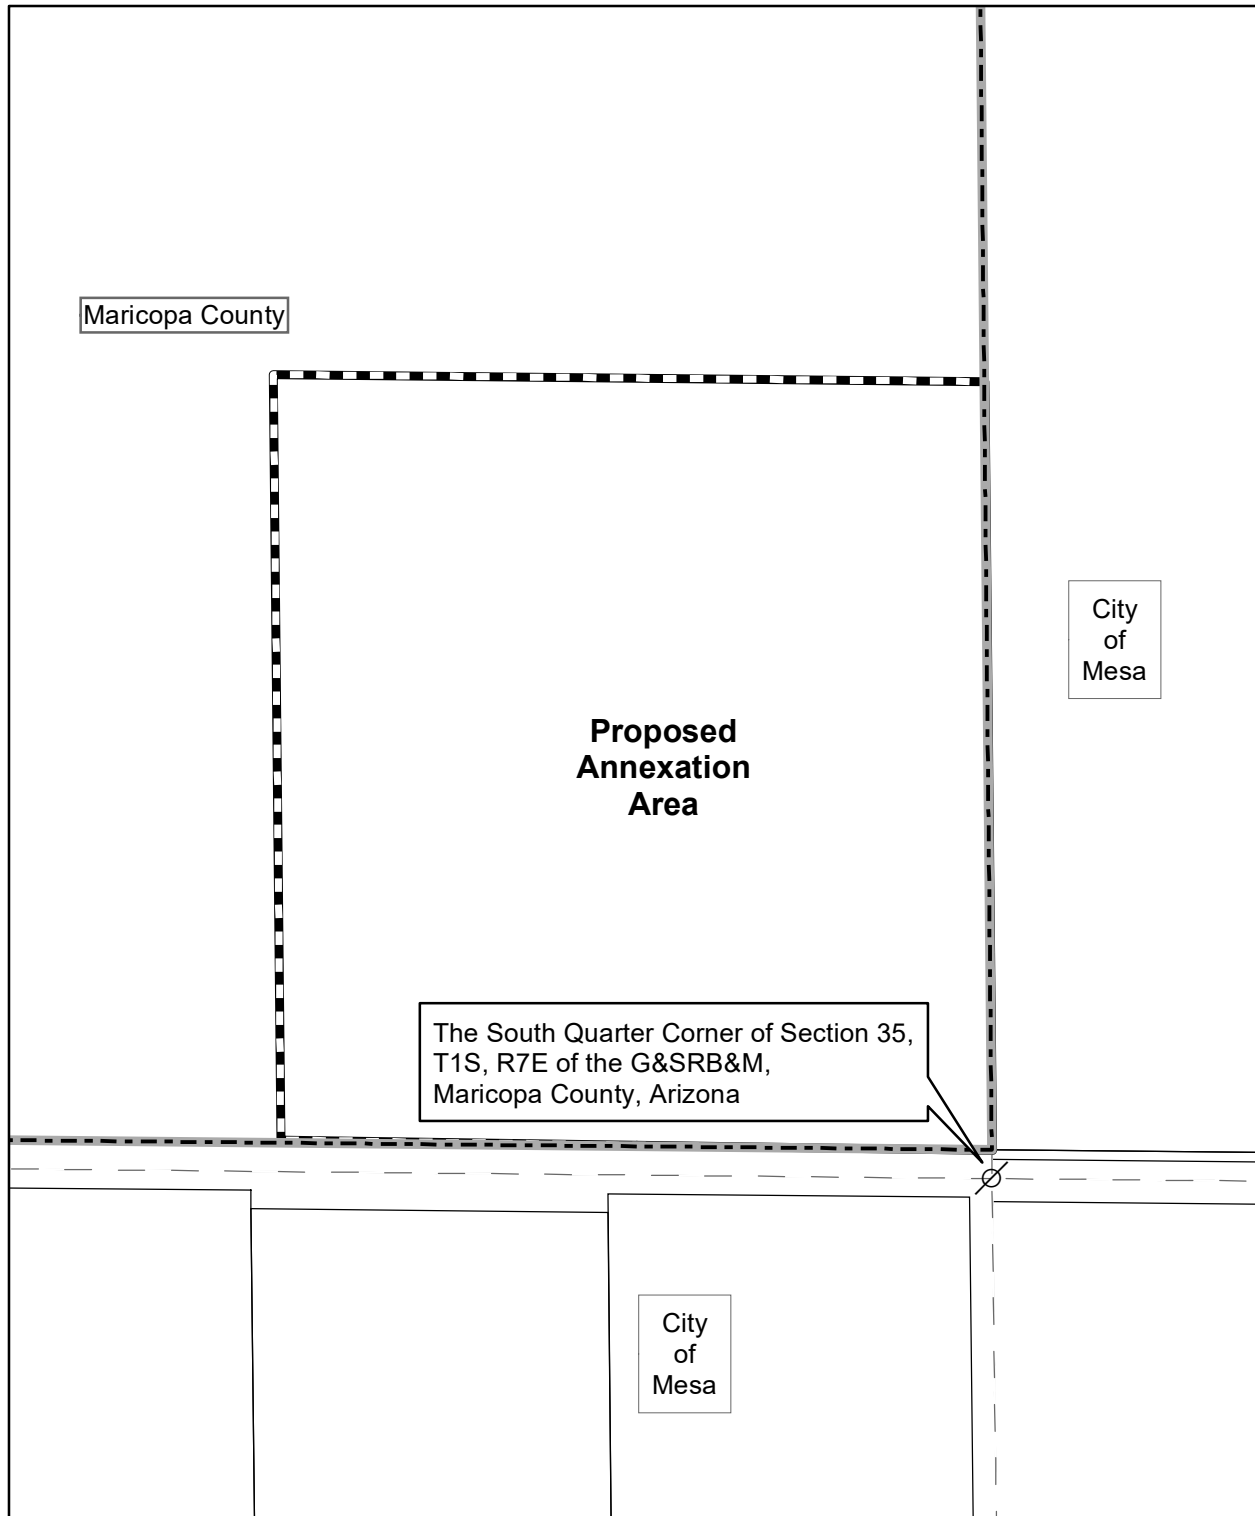 Maricopa County
City
of
Mesa
Proposed
Annexation
Area
The South Quarter Corner of Section 35,
T1S, R7E of the G&SRB&M,
Maricopa County, Arizona
City
of
Mesa